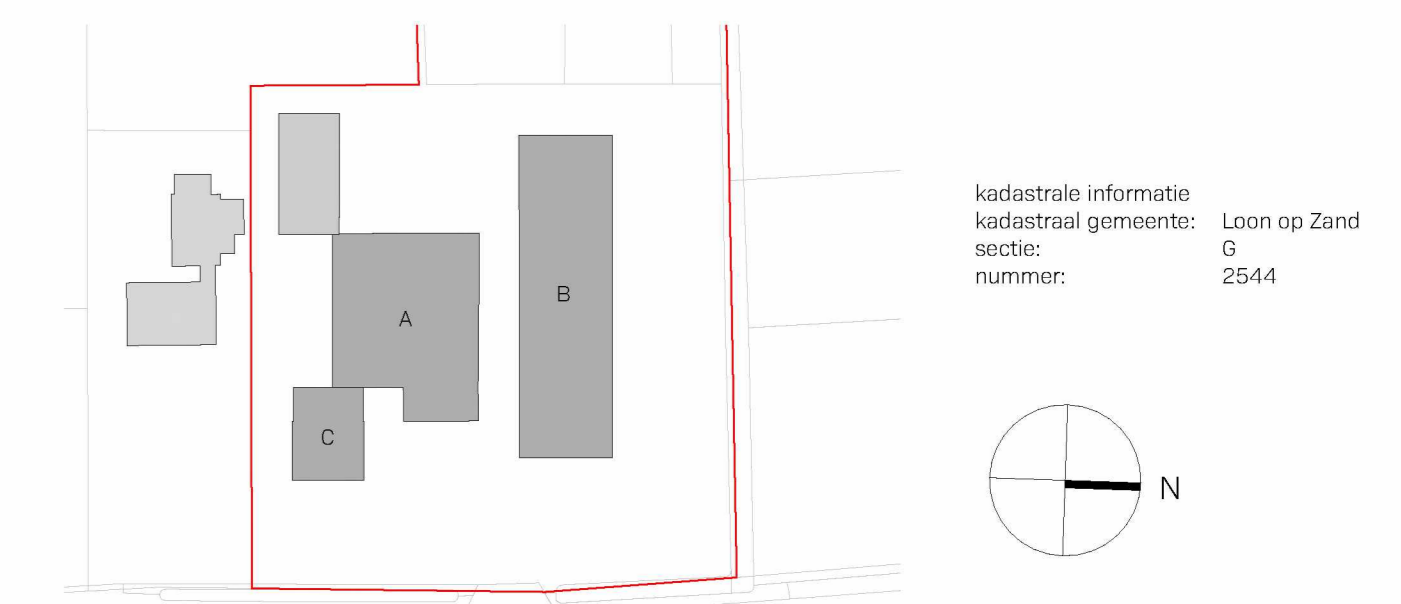 A
B
C
kadastrale informatie
kadastraal gemeente: Loon op Zand
sectie: G
nummer: 2544
N